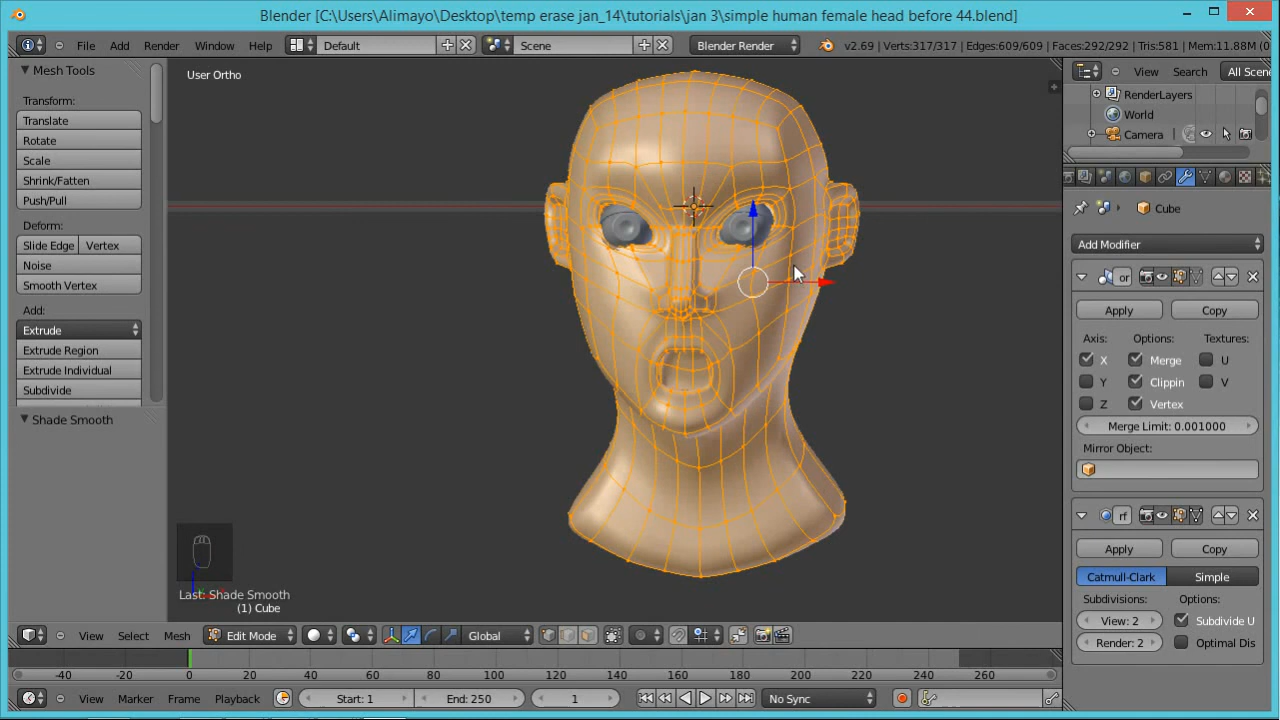 Blender [C:\Users\Alimayo\Desktop\temp erase jan_14\tutorials\jan 3\simple human female head before 44.blend]
File Add Render Window Help Default Scene Blender Render v2.69 | Verts:317/317 | Edges:609/609 | Faces:292/292 | Tris:581 | Mem:11.88M (0
Mesh Tools
Transform:
Translate
Rotate
Scale
Shrink/Fatten
Push/Pull
Deform:
Slide Edge Vertex
Noise
Smooth Vertex
Add:
Extrude
Extrude Region
Extrude Individual
Subdivide
Shade Smooth
User Ortho
Last: Shade Smooth
(1) Cube
View Search All Scen
RenderLayers
World
Camera
Cube
Add Modifier
or
Apply Copy
Axis: Options: Textures:
X Merge U
Y Clippin V
Z Vertex
Merge Limit: 0.001000
Mirror Object:
rf
Apply Copy
Catmull-Clark Simple
Subdivisions: Options:
View: 2 Subdivide U
Render: 2 Optimal Dis
View Select Mesh Edit Mode Global
-40 -20 0 20 40 60 80 100 120 140 160 180 200 220 240 260
View Marker Frame Playback Start: 1 End: 250 1 No Sync